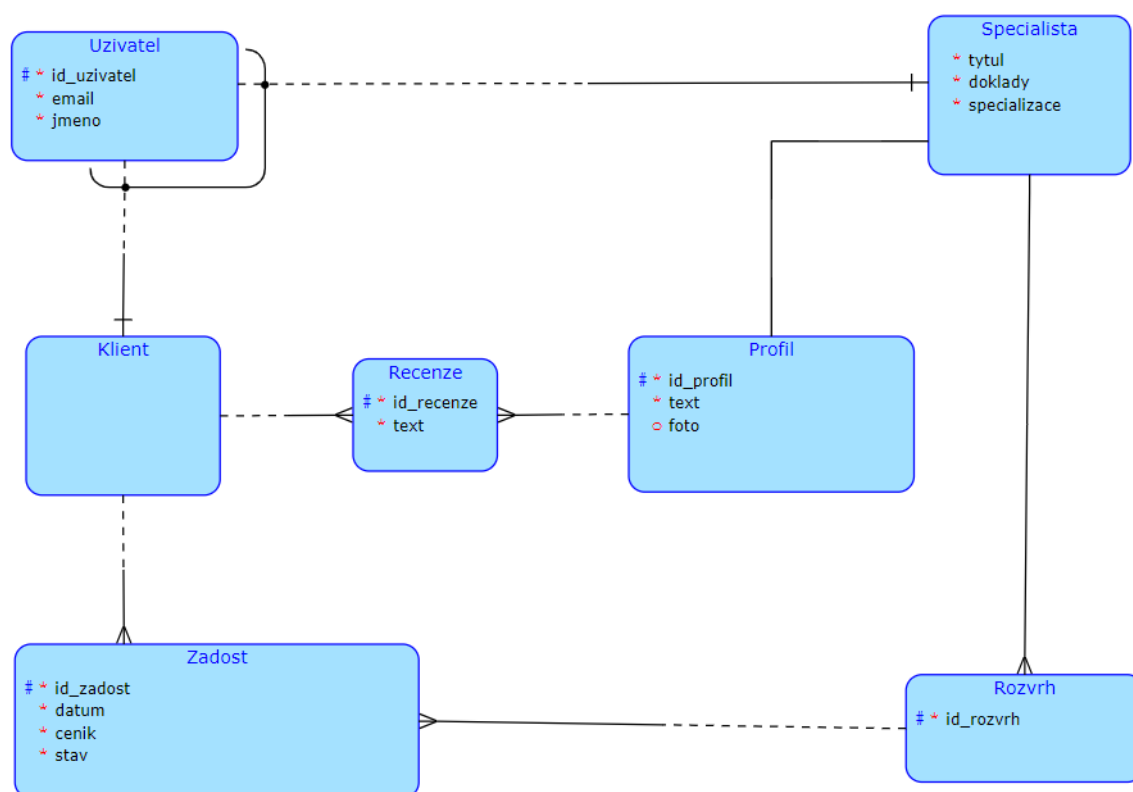 Uzivatel
# * id_uzivatel
* email
* jmeno
Specialista
* tytul
* doklady
* specializace
Klient
Recenze
# * id_recenze
* text
Profil
# * id_profil
* text
o foto
Zadost
# * id_zadost
* datum
* cenik
* stav
Rozvrh
# * id_rozvrh